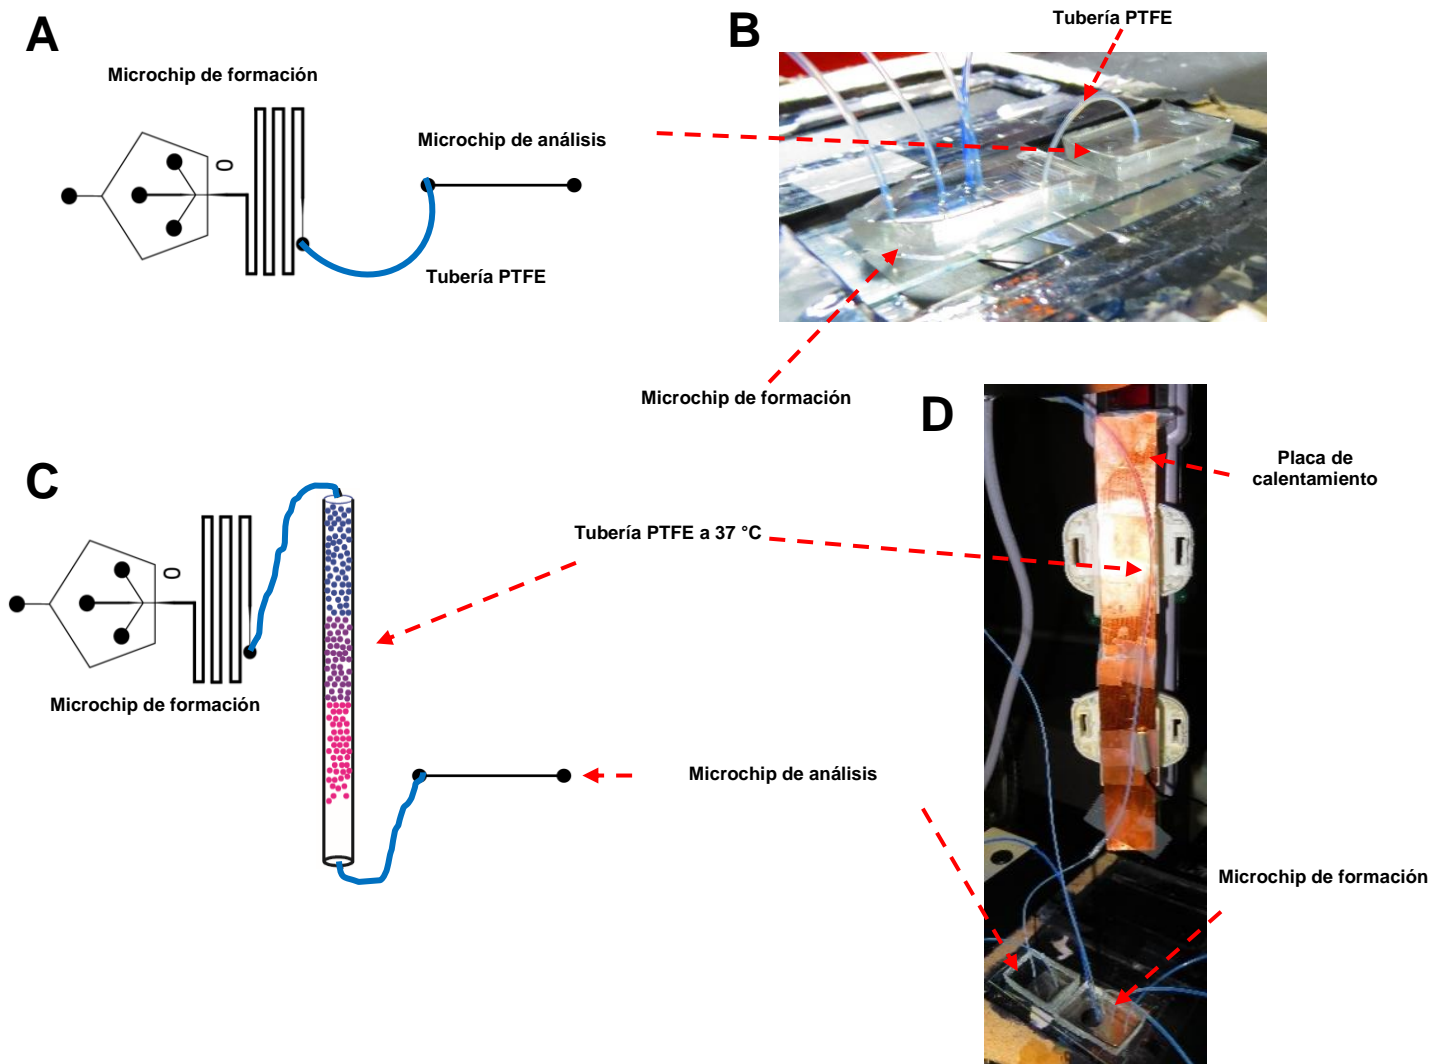 A
Microchip de formación
Microchip de análisis
Tubería PTFE
B
Tubería PTFE
Microchip de formación
C
Microchip de formación
Tubería PTFE a 37 °C
Microchip de análisis
D
Placa de
calentamiento
Microchip de formación